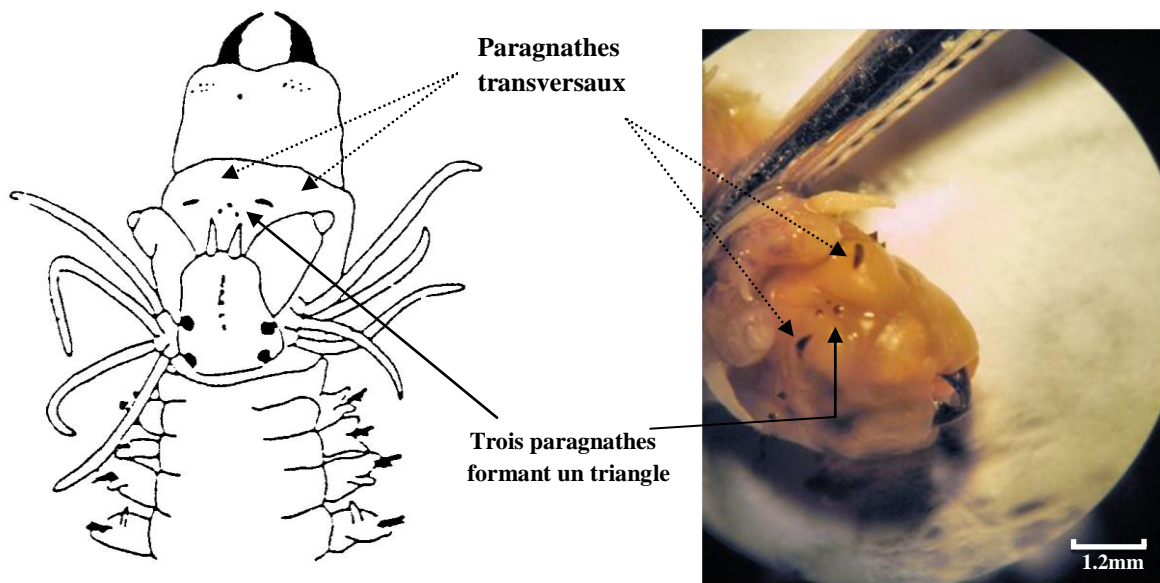 Paragnathes
transversaux
Trois paragnathes
formant un triangle
1.2mm